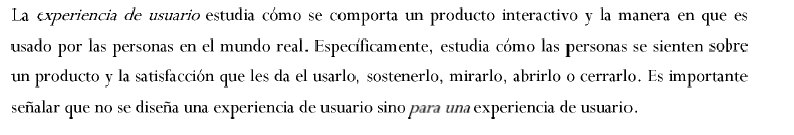 La experiencia de usuario estudia cómo se comporta un producto interactivo y la manera en que es
usado por las personas en el mundo real. Específicamente, estudia cómo las personas se sienten sobre
un producto y la satisfacción que les da el usarlo, sostenerlo, mirarlo, abrirlo o cerrarlo. Es importante
señalar que no se diseña una experiencia de usuario sino para una experiencia de usuario.